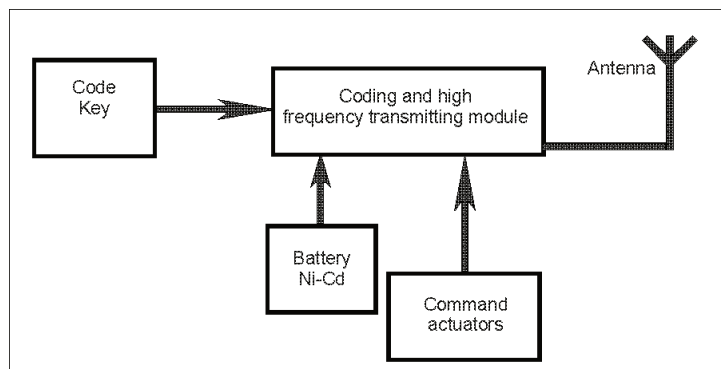 Code
Key
Coding and high
frequency transmitting module
Antenna
Battery
Ni-Cd
Command
actuators